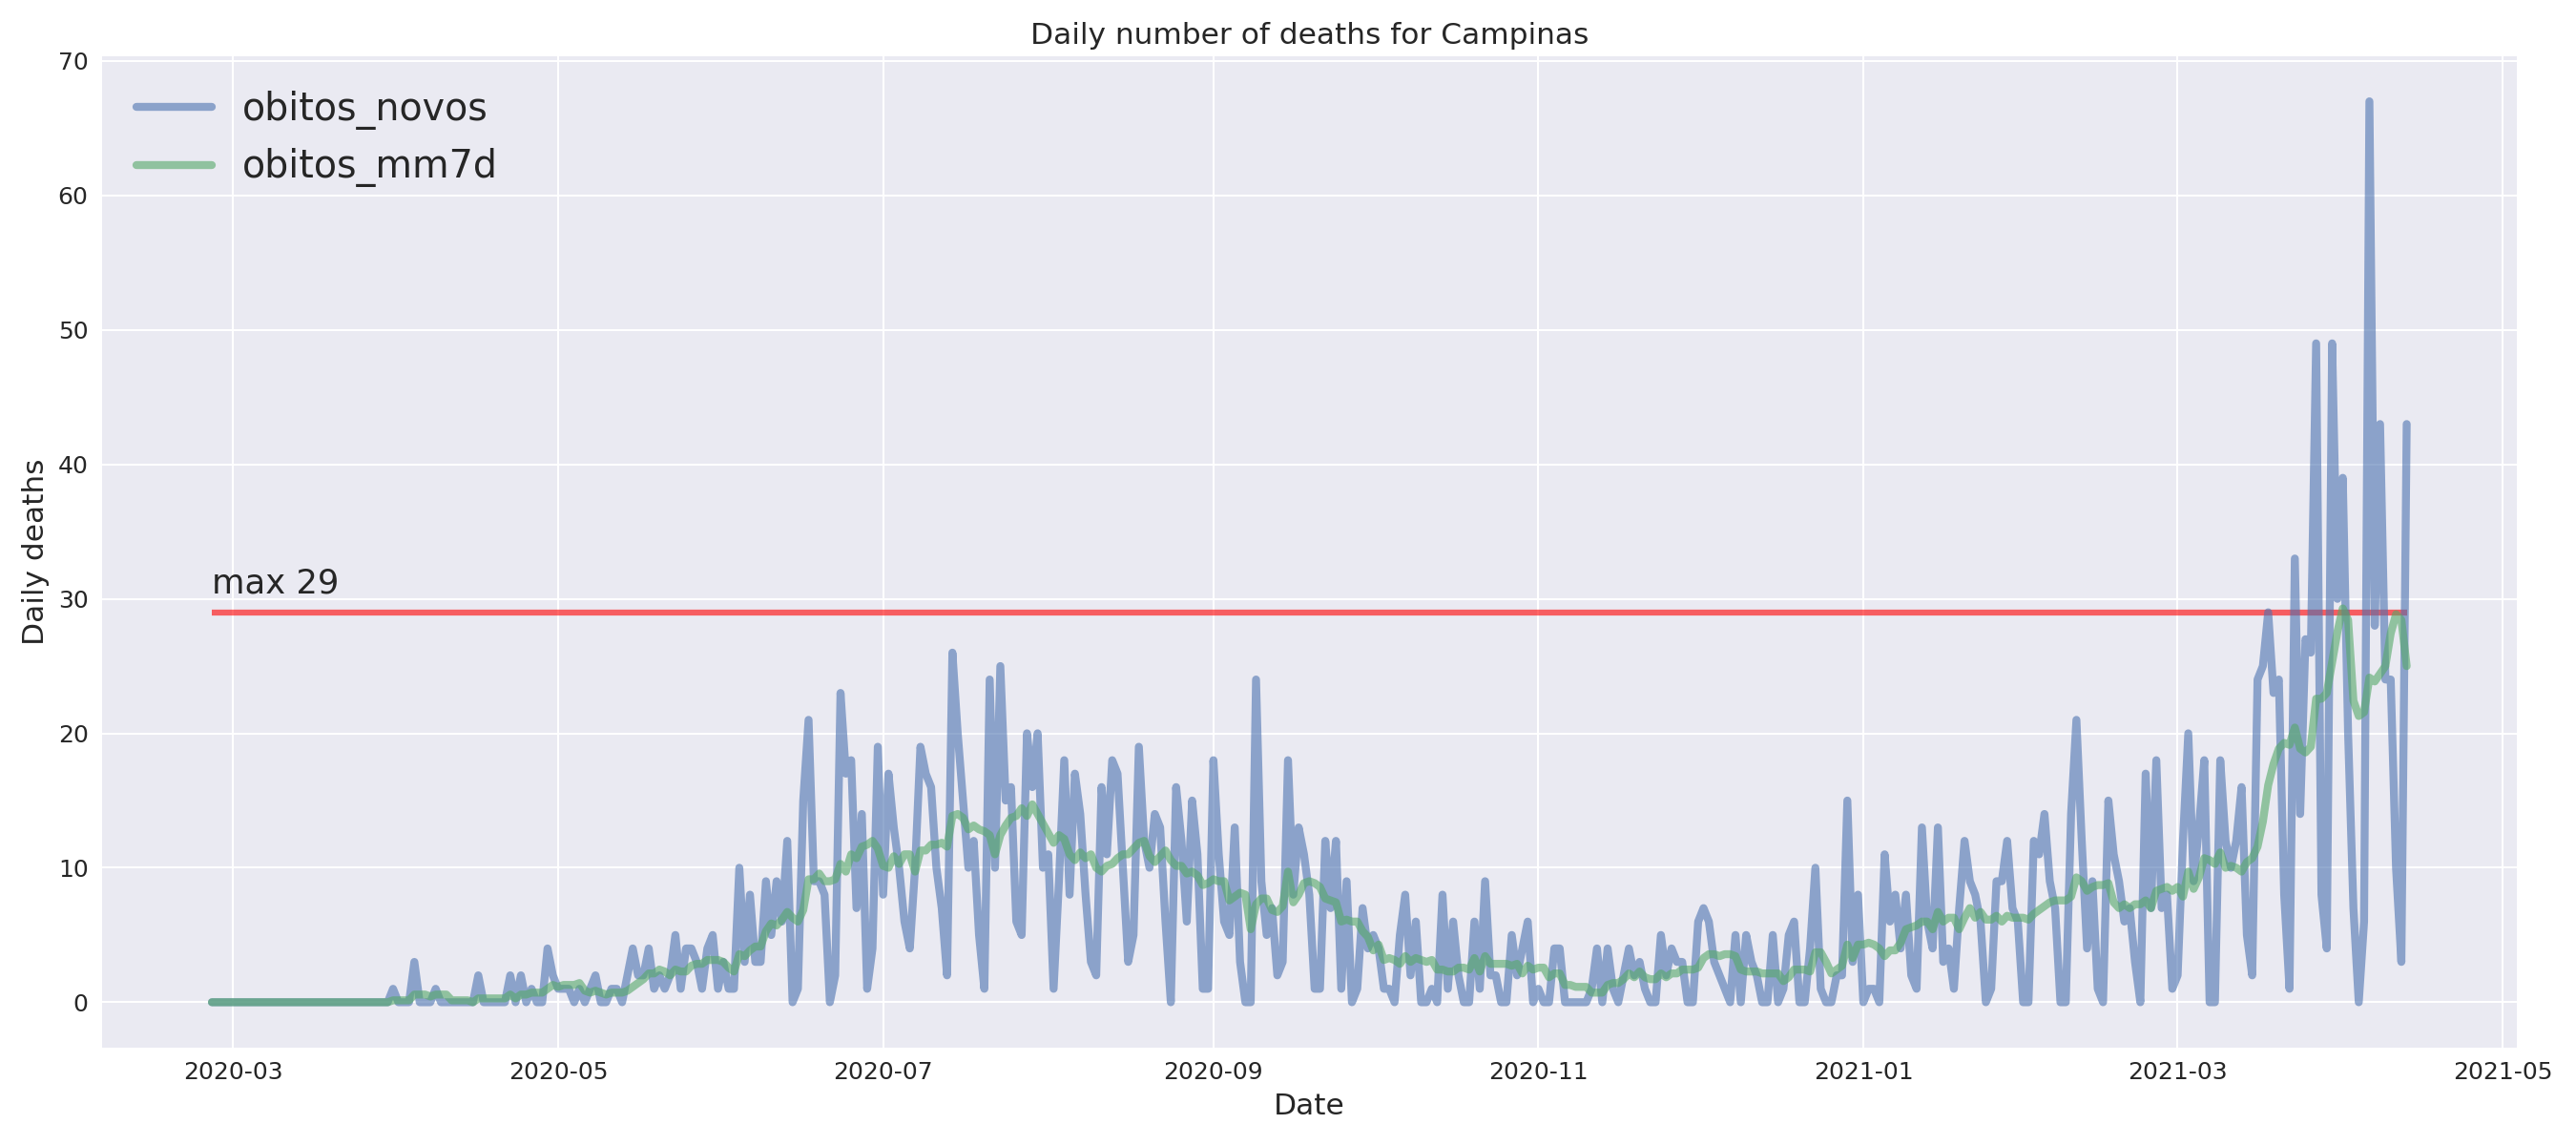 Daily number of deaths for Campinas
70
60
50
40
30
20
10
0
Daily deaths
obitos_novos
obitos_mm7d
max 29
2020-03
2020-05
2020-07
2020-09
2020-11
2021-01
2021-03
2021-05
Date